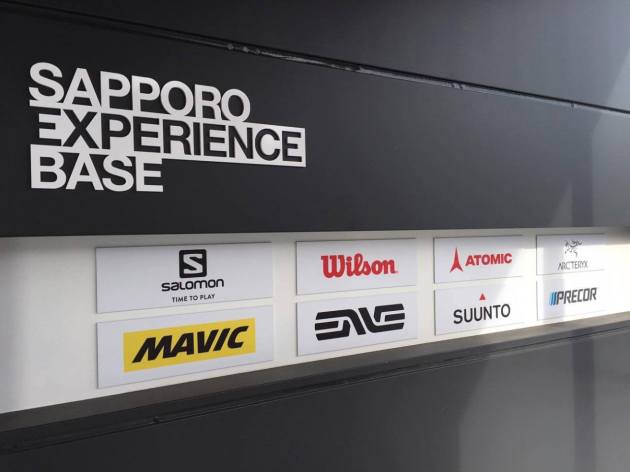 SAPPORO
EXPERIENCE
BASE
SALOMON
TIME TO PLAY
Wilson
ATOMIC
ARC'TERYX
MAVIC
ENVE
SUUNTO
PRECOR